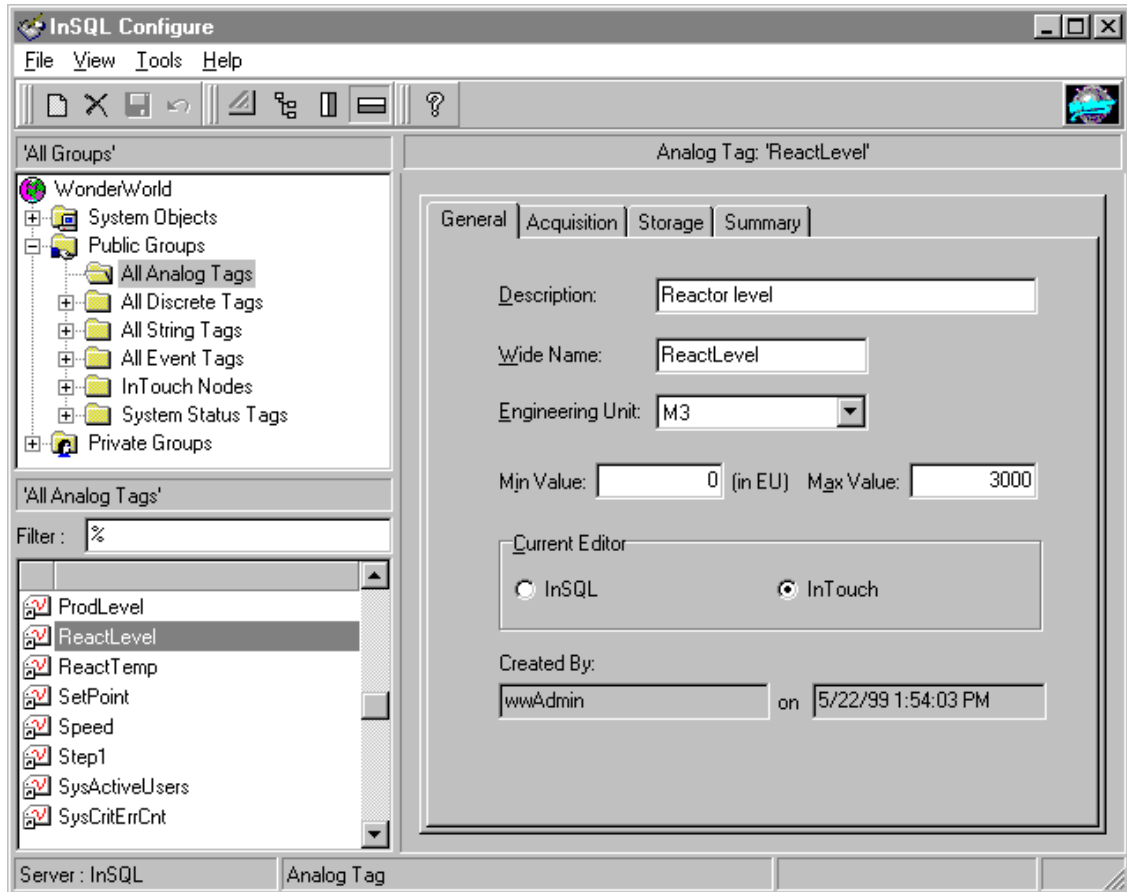 InSQL Configure
File View Tools Help
'All Groups'
WonderWorld
System Objects
Public Groups
All Analog Tags
All Discrete Tags
All String Tags
All Event Tags
InTouch Nodes
System Status Tags
Private Groups
'All Analog Tags'
Filter : %
ProdLevel
ReactLevel
ReactTemp
SetPoint
Speed
Step1
SysActiveUsers
SysCritErrCnt
Analog Tag: 'ReactLevel'
General Acquisition Storage Summary
Description: Reactor level
Wide Name: ReactLevel
Engineering Unit: M3
Min Value: 0 (in EU) Max Value: 3000
Current Editor
InSQL InTouch
Created By:
wwAdmin on 5/22/99 1:54:03 PM
Server : InSQL Analog Tag